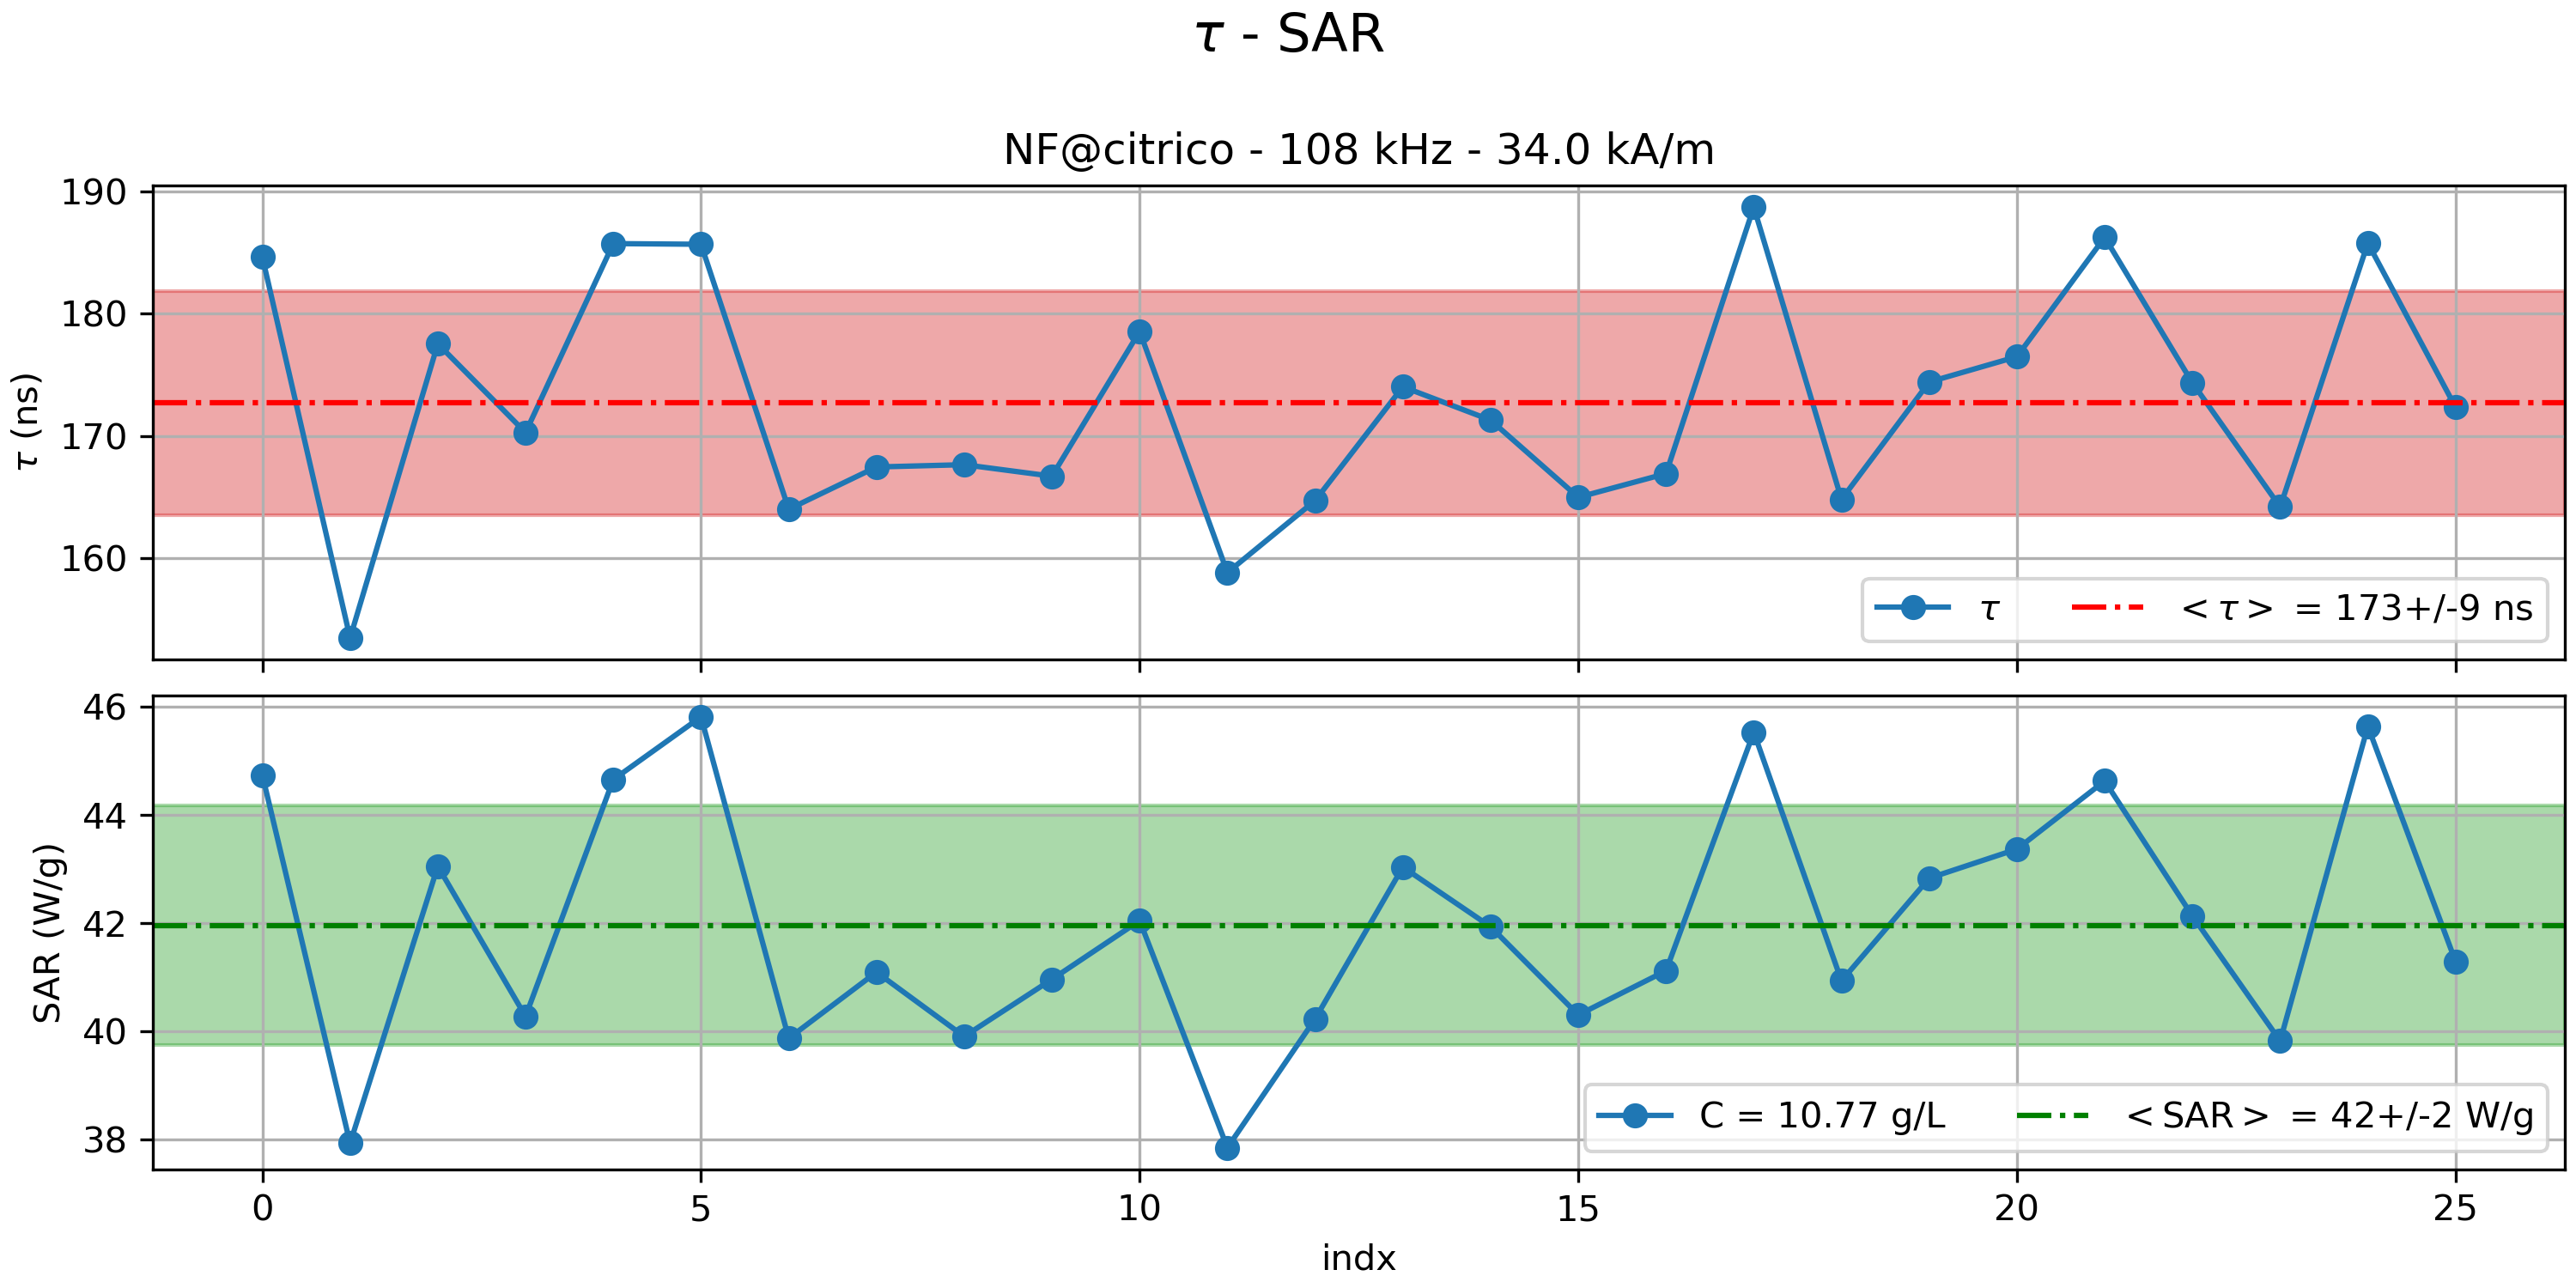 τ - SAR
NF@citrico - 108 kHz - 34.0 kA/m
190
180
170
160
τ (ns)
τ
<τ> = 173+/-9 ns
46
44
42
40
38
SAR (W/g)
C = 10.77 g/L
<SAR> = 42+/-2 W/g
0 5 10 15 20 25
indx